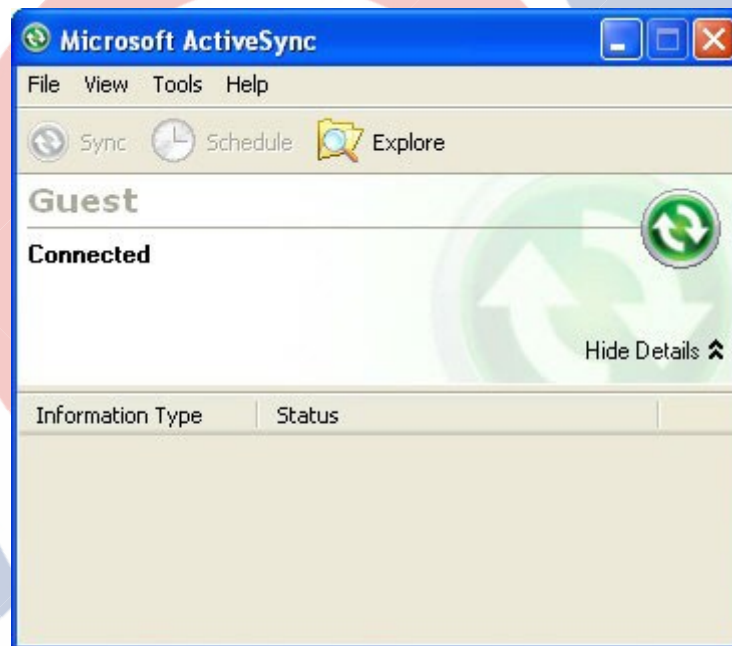 Microsoft ActiveSync
File View Tools Help
Sync Schedule Explore
Guest
Connected
Hide Details
Information Type Status